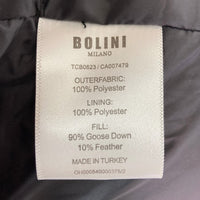 BOLINI
MILANO
TCB0623 / CA007479
OUTERFABRIC:
100% Polyester
LINING:
100% Polyester
FILL:
90% Goose Down
10% Feather
MADE IN TURKEY